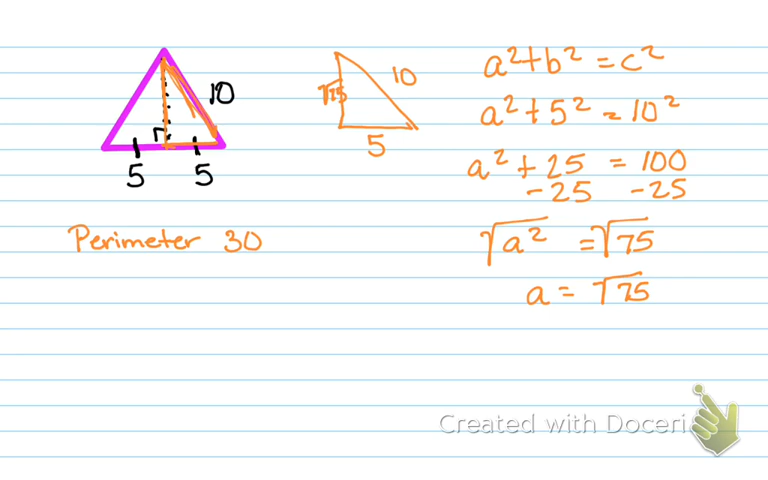 10
5
5
Perimeter 30
√75
10
5
a²+b²=c²
a²+5²=10²
a²+25=100
-25 -25
√a²=√75
a=√75
Created with Doceri